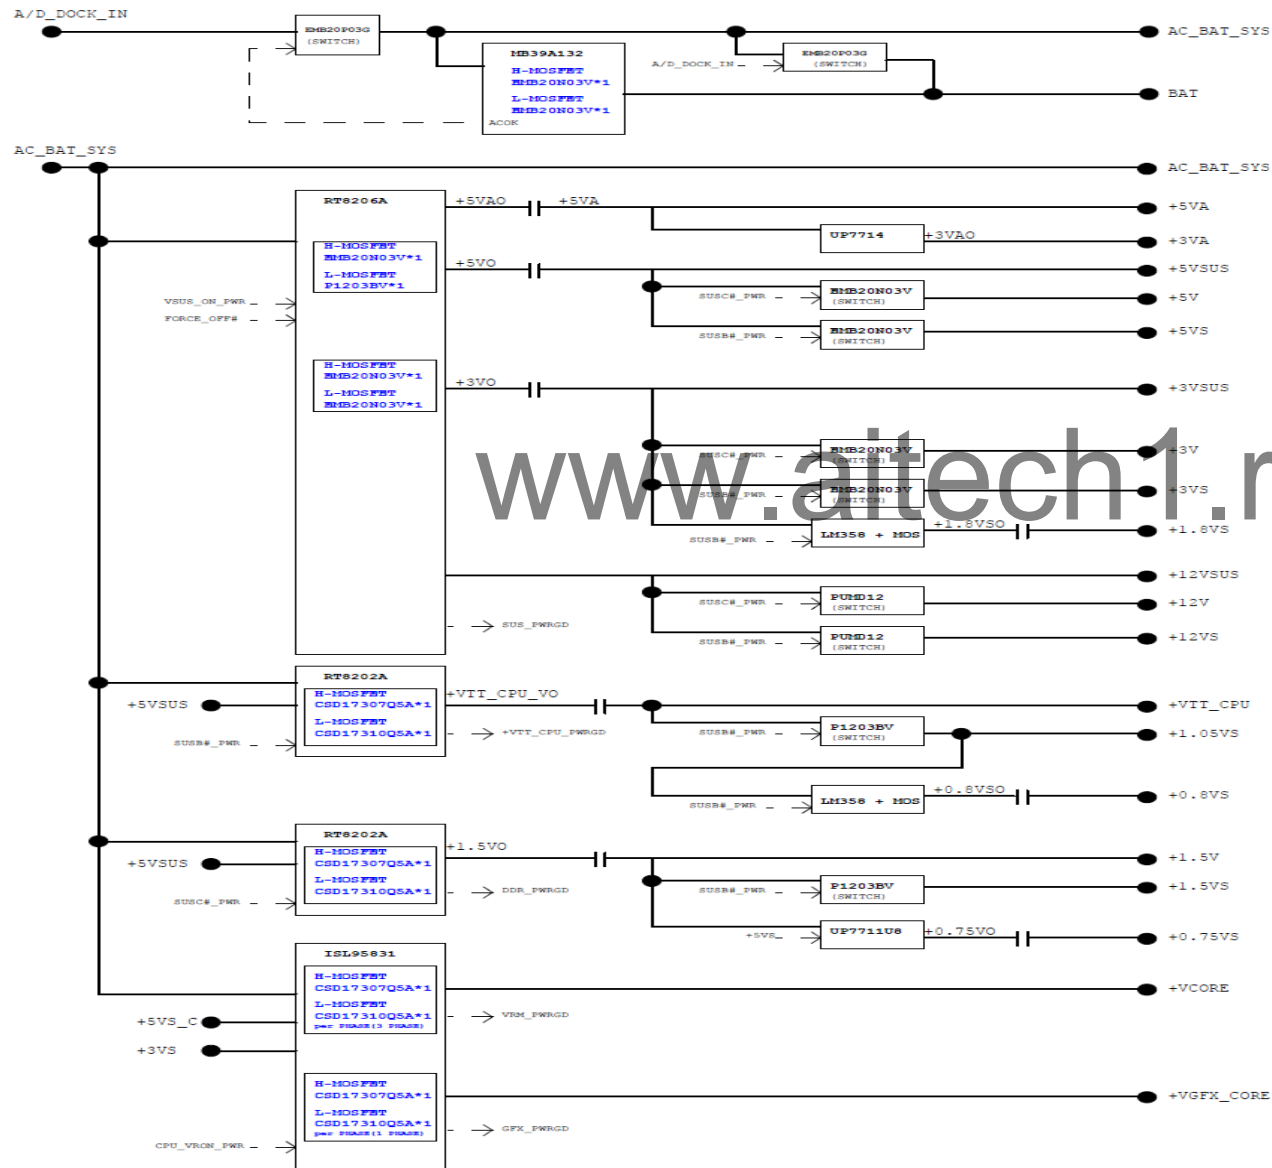 A/D_DOCK_IN
EMB20P03G
(SWITCH)
AC_BAT_SYS
MB39A132
H-MOSFET
EMB20N03V*1
L-MOSFET
EMB20N03V*1
ACOK
A/D_DOCK_IN
EMB20P03G
(SWITCH)
BAT
AC_BAT_SYS
AC_BAT_SYS
RT8206A
+5VAO
+5VA
+5VA
UP7714
+3VAO
+3VA
H-MOSFET
EMB20N03V*1
L-MOSFET
P1203BV*1
+5VO
+5VSUS
SUSC#_PWR
EMB20N03V
(SWITCH)
+5V
VSUS_ON_PWR
FORCE_OFF#
SUSB#_PWR
EMB20N03V
(SWITCH)
+5VS
H-MOSFET
EMB20N03V*1
L-MOSFET
EMB20N03V*1
+3VO
+3VSUS
SUSC#_PWR
EMB20N03V
(SWITCH)
+3V
SUSB#_PWR
EMB20N03V
(SWITCH)
+3VS
www.aitech1.r
SUSB#_PWR
LM358 + MOS
+1.8VSO
+1.8VS
+12VSUS
SUSC#_PWR
PUMD12
(SWITCH)
+12V
SUS_PWRGD
SUSB#_PWR
PUMD12
(SWITCH)
+12VS
RT8202A
H-MOSFET
CSD17307Q5A*1
L-MOSFET
CSD17310Q5A*1
+5VSUS
SUSB#_PWR
+VTT_CPU_VO
+VTT_CPU
+VTT_CPU_PWRGD
SUSB#_PWR
P1203BV
(SWITCH)
+1.05VS
SUSB#_PWR
LM358 + MOS
+0.8VSO
+0.8VS
RT8202A
H-MOSFET
CSD17307Q5A*1
L-MOSFET
CSD17310Q5A*1
+5VSUS
SUSC#_PWR
+1.5VO
+1.5V
DDR_PWRGD
SUSB#_PWR
P1203BV
(SWITCH)
+1.5VS
+5VS
UP7711U8
+0.75VO
+0.75VS
ISL95831
H-MOSFET
CSD17307Q5A*1
L-MOSFET
CSD17310Q5A*1
per PHASE(3 PHASE)
+VCORE
+5VS_C
VRM_PWRGD
+3VS
H-MOSFET
CSD17307Q5A*1
L-MOSFET
CSD17310Q5A*1
per PHASE(1 PHASE)
+VGFX_CORE
GFX_PWRGD
CPU_VRON_PWR